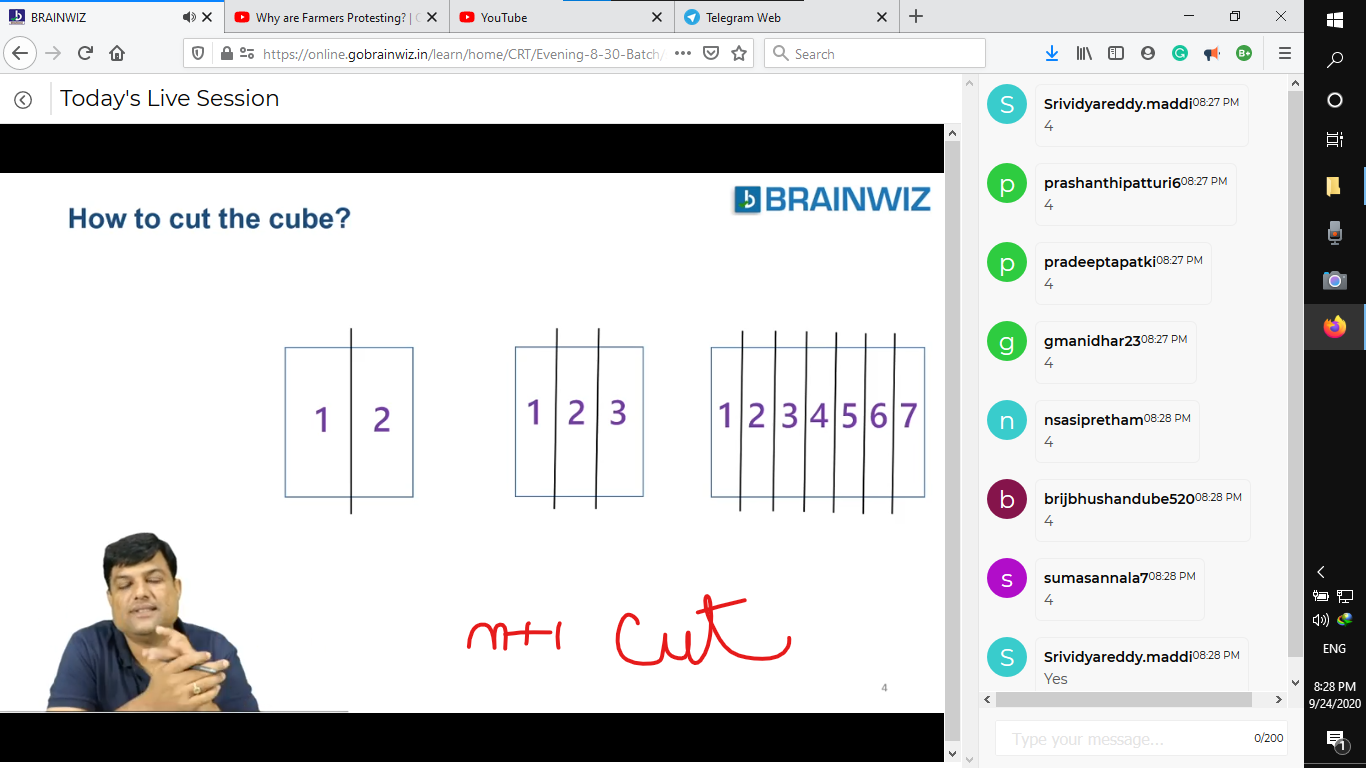 BRAINWIZ
Why are Farmers Protesting? | C
YouTube
Telegram Web
https://online.gobrainwiz.in/learn/home/CRT/Evening-8-30-Batch/
Search
Today's Live Session
How to cut the cube?
BRAINWIZ
1 2
1 2 3
1 2 3 4 5 6 7
n+1 cut
4
Srividyareddy.maddi 08:27 PM
4
prashanthipatturi6 08:27 PM
4
pradeeptapatki 08:27 PM
4
gmanidhar23 08:27 PM
4
nsasipretham 08:28 PM
4
brijbhushandube520 08:28 PM
4
sumasannala7 08:28 PM
4
Srividyareddy.maddi 08:28 PM
Yes
Type your message...
0/200
S
p
p
g
n
b
s
S
B+
ENG
8:28 PM
9/24/2020
1